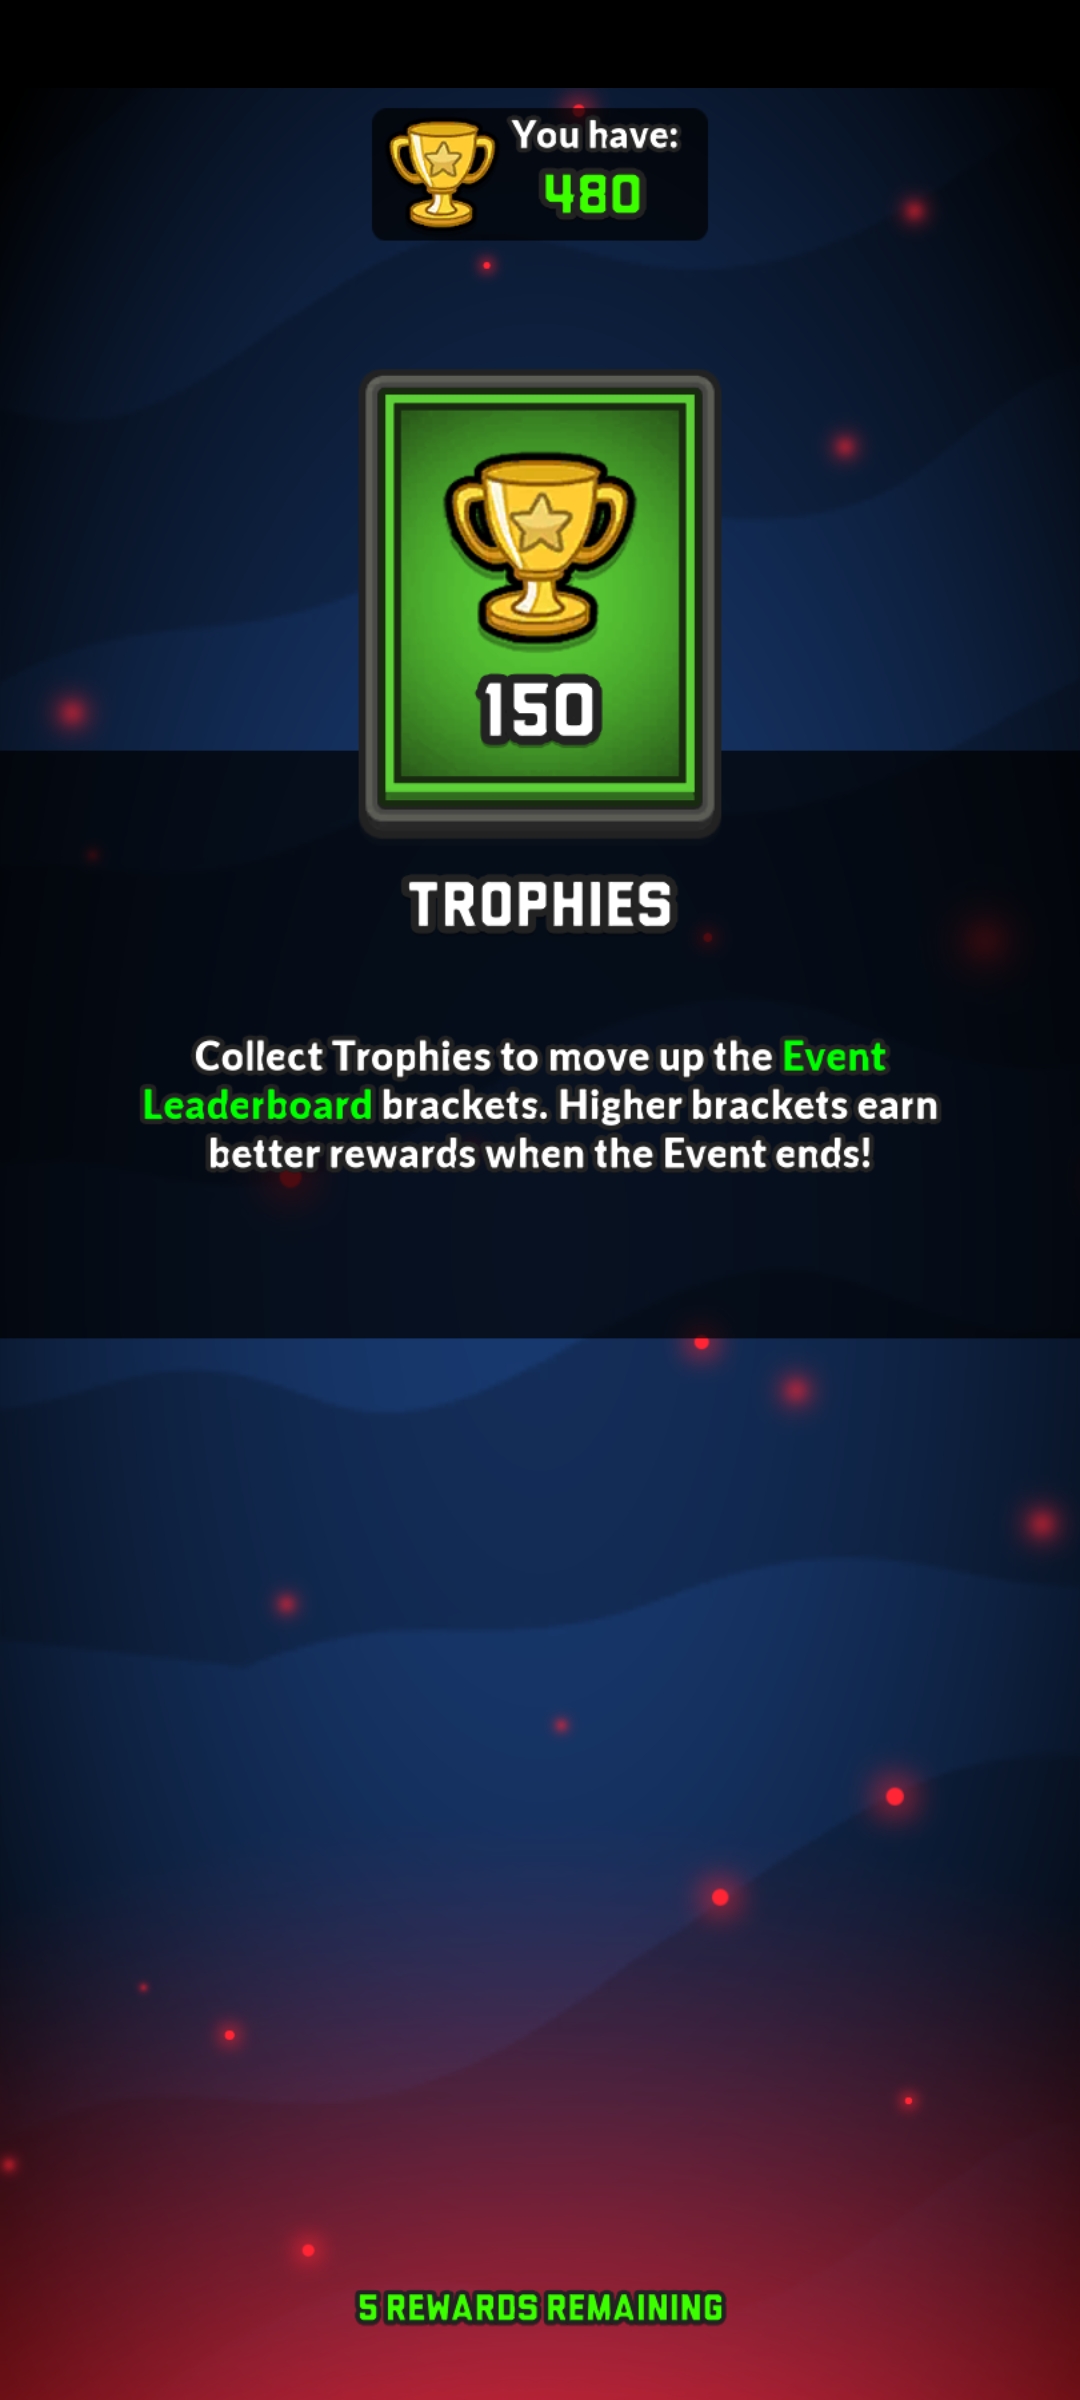 You have:
480
150
TROPHIES
Collect Trophies to move up the Event
Leaderboard brackets. Higher brackets earn
better rewards when the Event ends!
5 REWARDS REMAINING